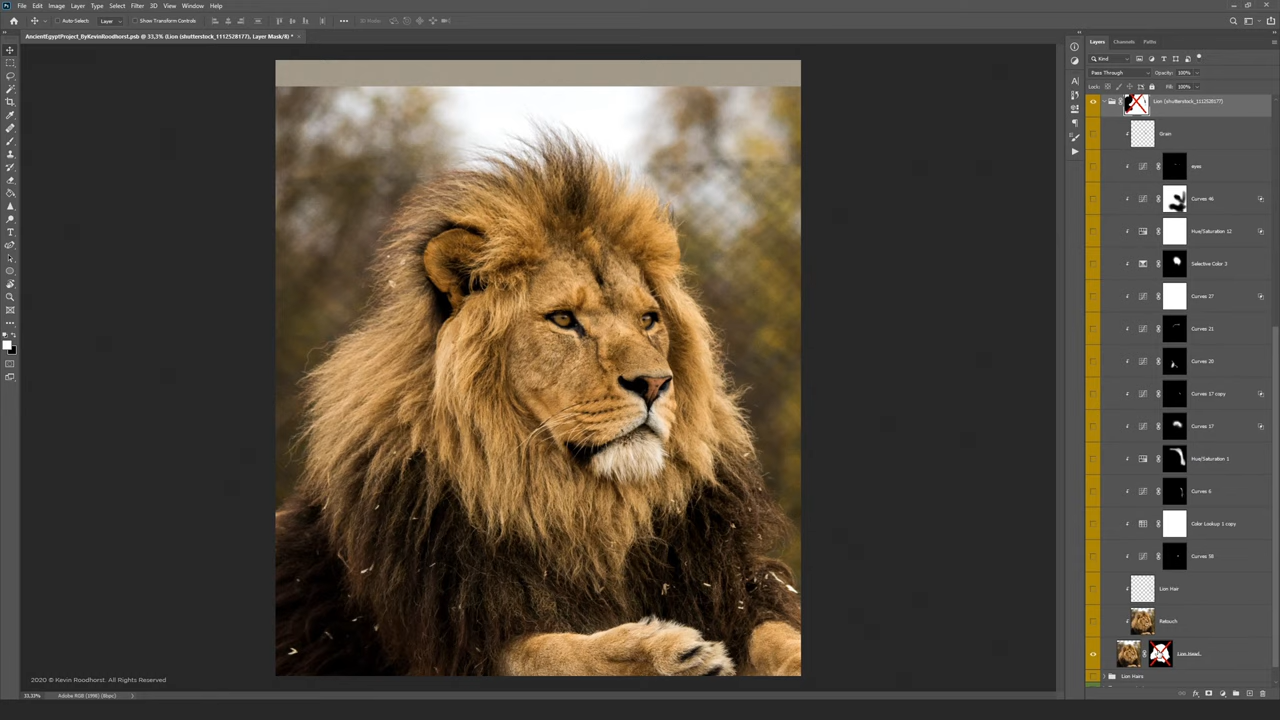 File Edit Image Layer Type Select Filter 3D View Window Help
Auto-Select: Layer Show Transform Controls 3D Mode:
AncientEgyptProject_ByKevinRoodhorst.psb @ 33,3% (Lion (shutterstock_1112528177), Layer Mask/8) *
Layers Channels Paths
Kind
Pass Through Opacity: 100%
Lock: Fill: 100%
Lion (shutterstock_1112528177)
Grain
eyes
Curves 46
Hue/Saturation 12
Selective Color 3
Curves 27
Curves 21
Curves 20
Curves 17 copy
Curves 17
Hue/Saturation 1
Curves 6
Color Lookup 1 copy
Curves 58
Lion Hair
Retouch
Lion Hairs
2020 © Kevin Roodhorst. All Rights Reserved
33,33% Adobe RGB (1998) (8bpc)